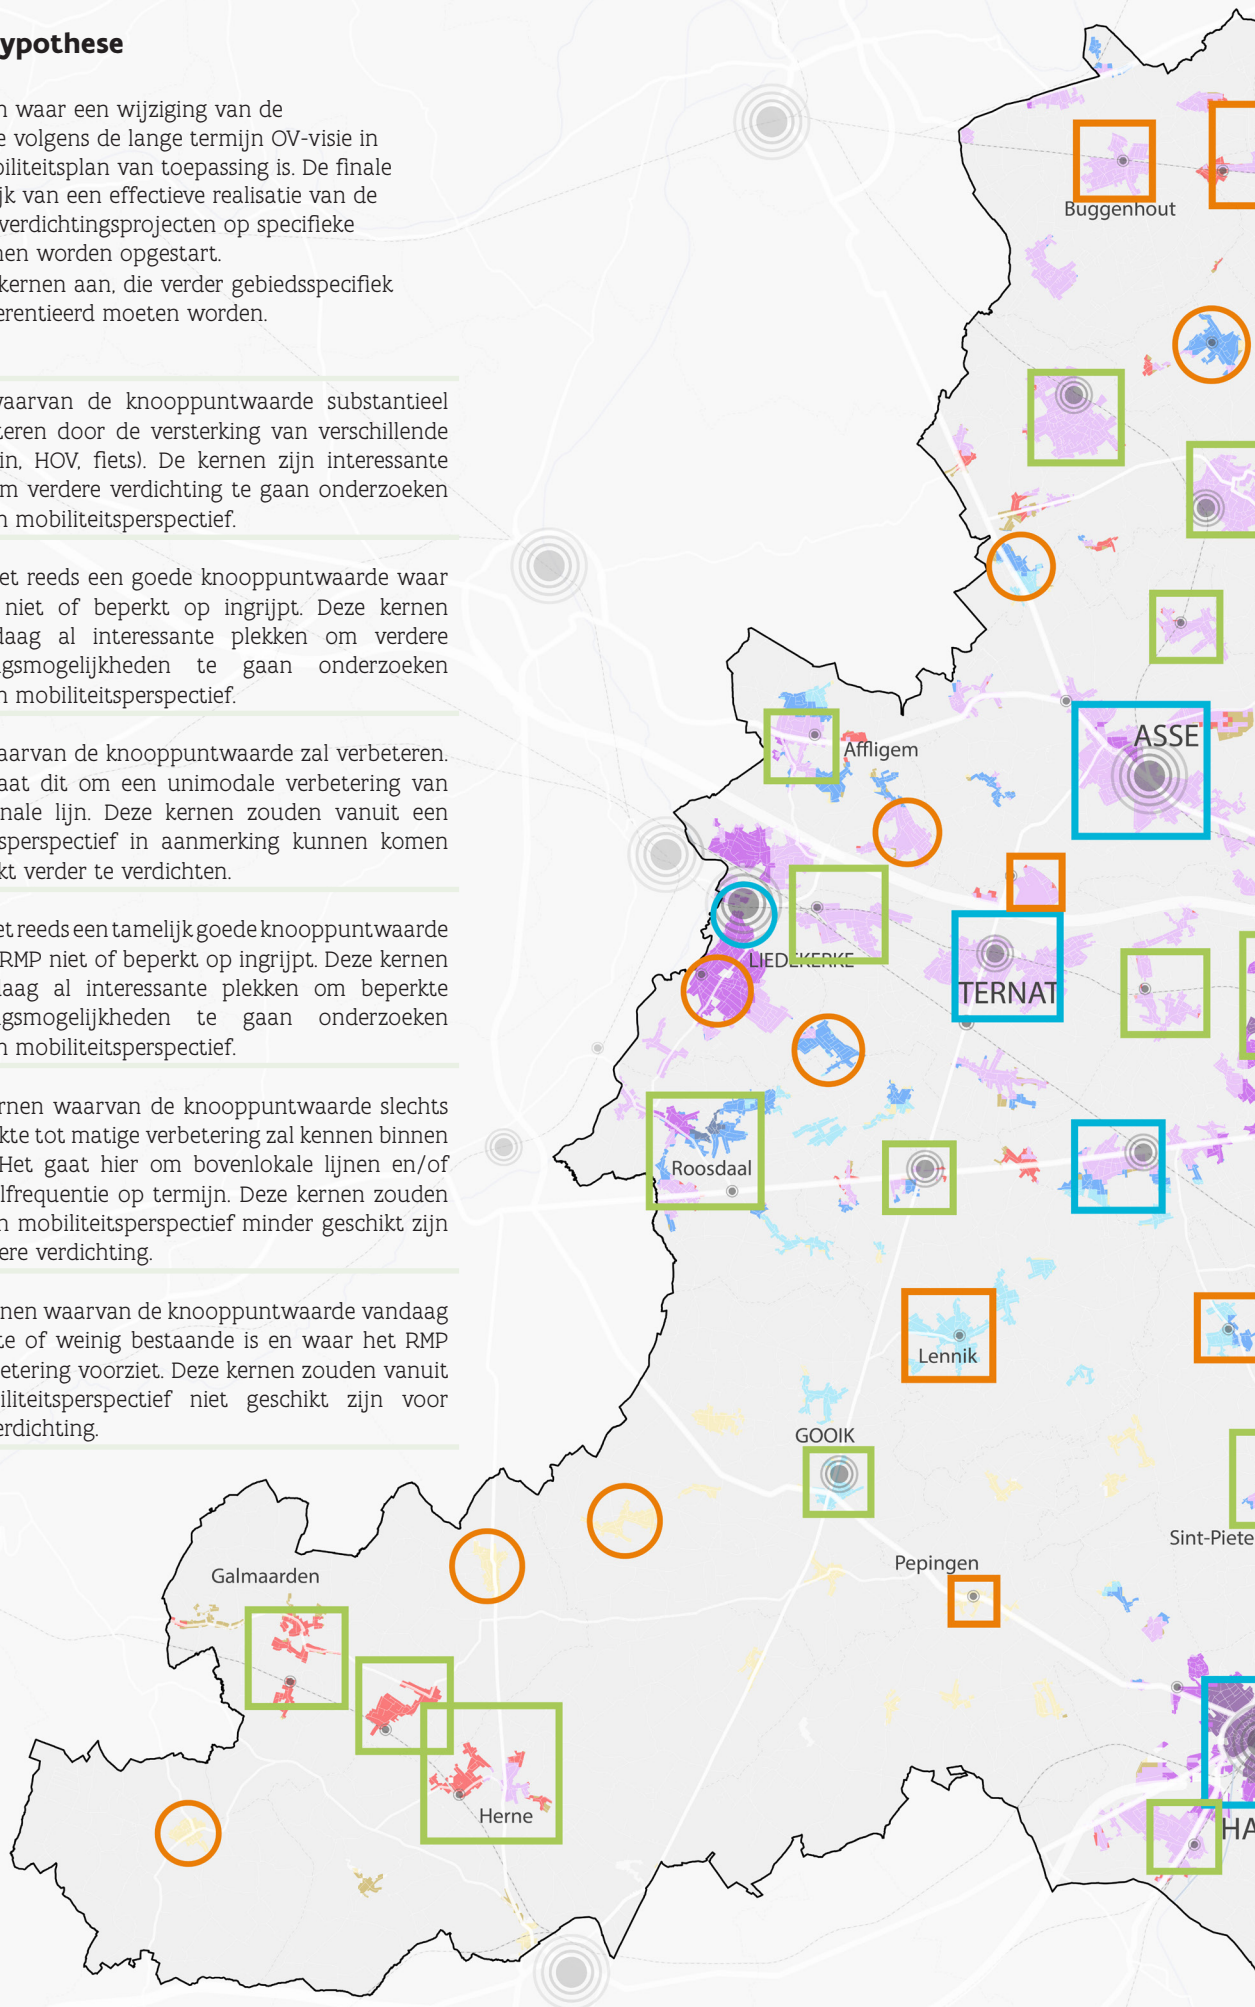 ypothese
n waar een wijziging van de
e volgens de lange termijn OV-visie in
biliteitsplan van toepassing is. De finale
ijk van een effectieve realisatie van de
verdichtingsprojecten op specifieke
nen worden opgestart.
kernen aan, die verder gebiedsspecifiek
erentieerd moeten worden.
vaarvan de knooppuntwaarde substantieel
teren door de versterking van verschillende
in, HOV, fiets). De kernen zijn interessante
m verdere verdichting te gaan onderzoeken
n mobiliteitsperspectief.
et reeds een goede knooppuntwaarde waar
niet of beperkt op ingrijpt. Deze kernen
daag al interessante plekken om verdere
ngsmogelijkheden te gaan onderzoeken
n mobiliteitsperspectief.
aarvan de knooppuntwaarde zal verbeteren.
aat dit om een unimodale verbetering van
nale lijn. Deze kernen zouden vanuit een
sperspectief in aanmerking kunnen komen
kt verder te verdichten.
et reeds een tamelijk goede knooppuntwaarde
RMP niet of beperkt op ingrijpt. Deze kernen
daag al interessante plekken om beperkte
ngsmogelijkheden te gaan onderzoeken
n mobiliteitsperspectief.
rnen waarvan de knooppuntwaarde slechts
kte tot matige verbetering zal kennen binnen
Het gaat hier om bovenlokale lijnen en/of
lfrequentie op termijn. Deze kernen zouden
n mobiliteitsperspectief minder geschikt zijn
ere verdichting.
nen waarvan de knooppuntwaarde vandaag
te of weinig bestaande is en waar het RMP
etering voorziet. Deze kernen zouden vanuit
biliteitsperspectief niet geschikt zijn voor
erdichting.
Buggenhout
ASSE
Affligem
LIEDEKERKE
TERNAT
Roosdaal
Lennik
GOOIK
Sint-Piete
Pepingen
Galmaarden
Herne
HA